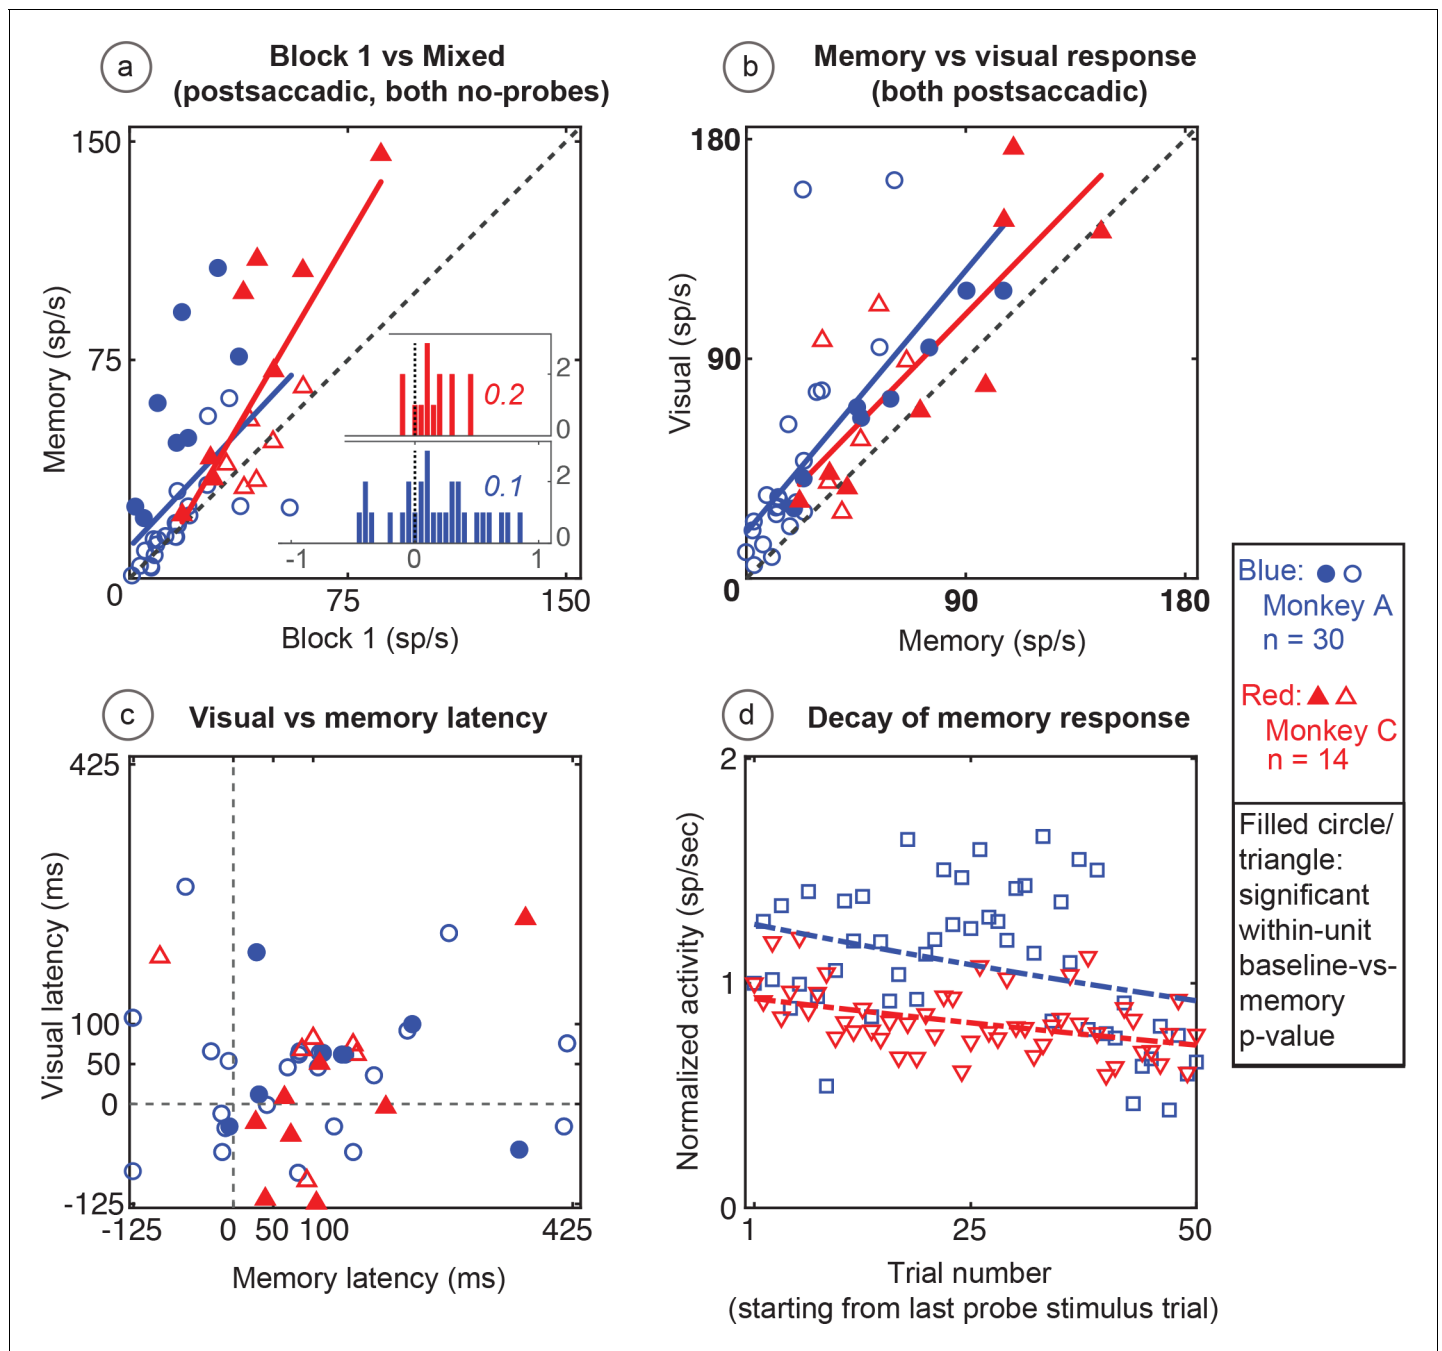 a
Block 1 vs Mixed
(postsaccadic, both no-probes)
150
75
0
75
150
Memory (sp/s)
Block 1 (sp/s)
0.2
2
0
0.1
2
0
-1
0
1
b
Memory vs visual response
(both postsaccadic)
180
90
0
90
180
Visual (sp/s)
Memory (sp/s)
Blue:
Monkey A
n = 30
Red:
Monkey C
n = 14
Filled circle/
triangle:
significant
within-unit
baseline-vs-
memory
p-value
c
Visual vs memory latency
425
100
50
0
-125
-125
0
50
100
425
Visual latency (ms)
Memory latency (ms)
d
Decay of memory response
2
1
0
1
25
50
Normalized activity (sp/sec)
Trial number
(starting from last probe stimulus trial)